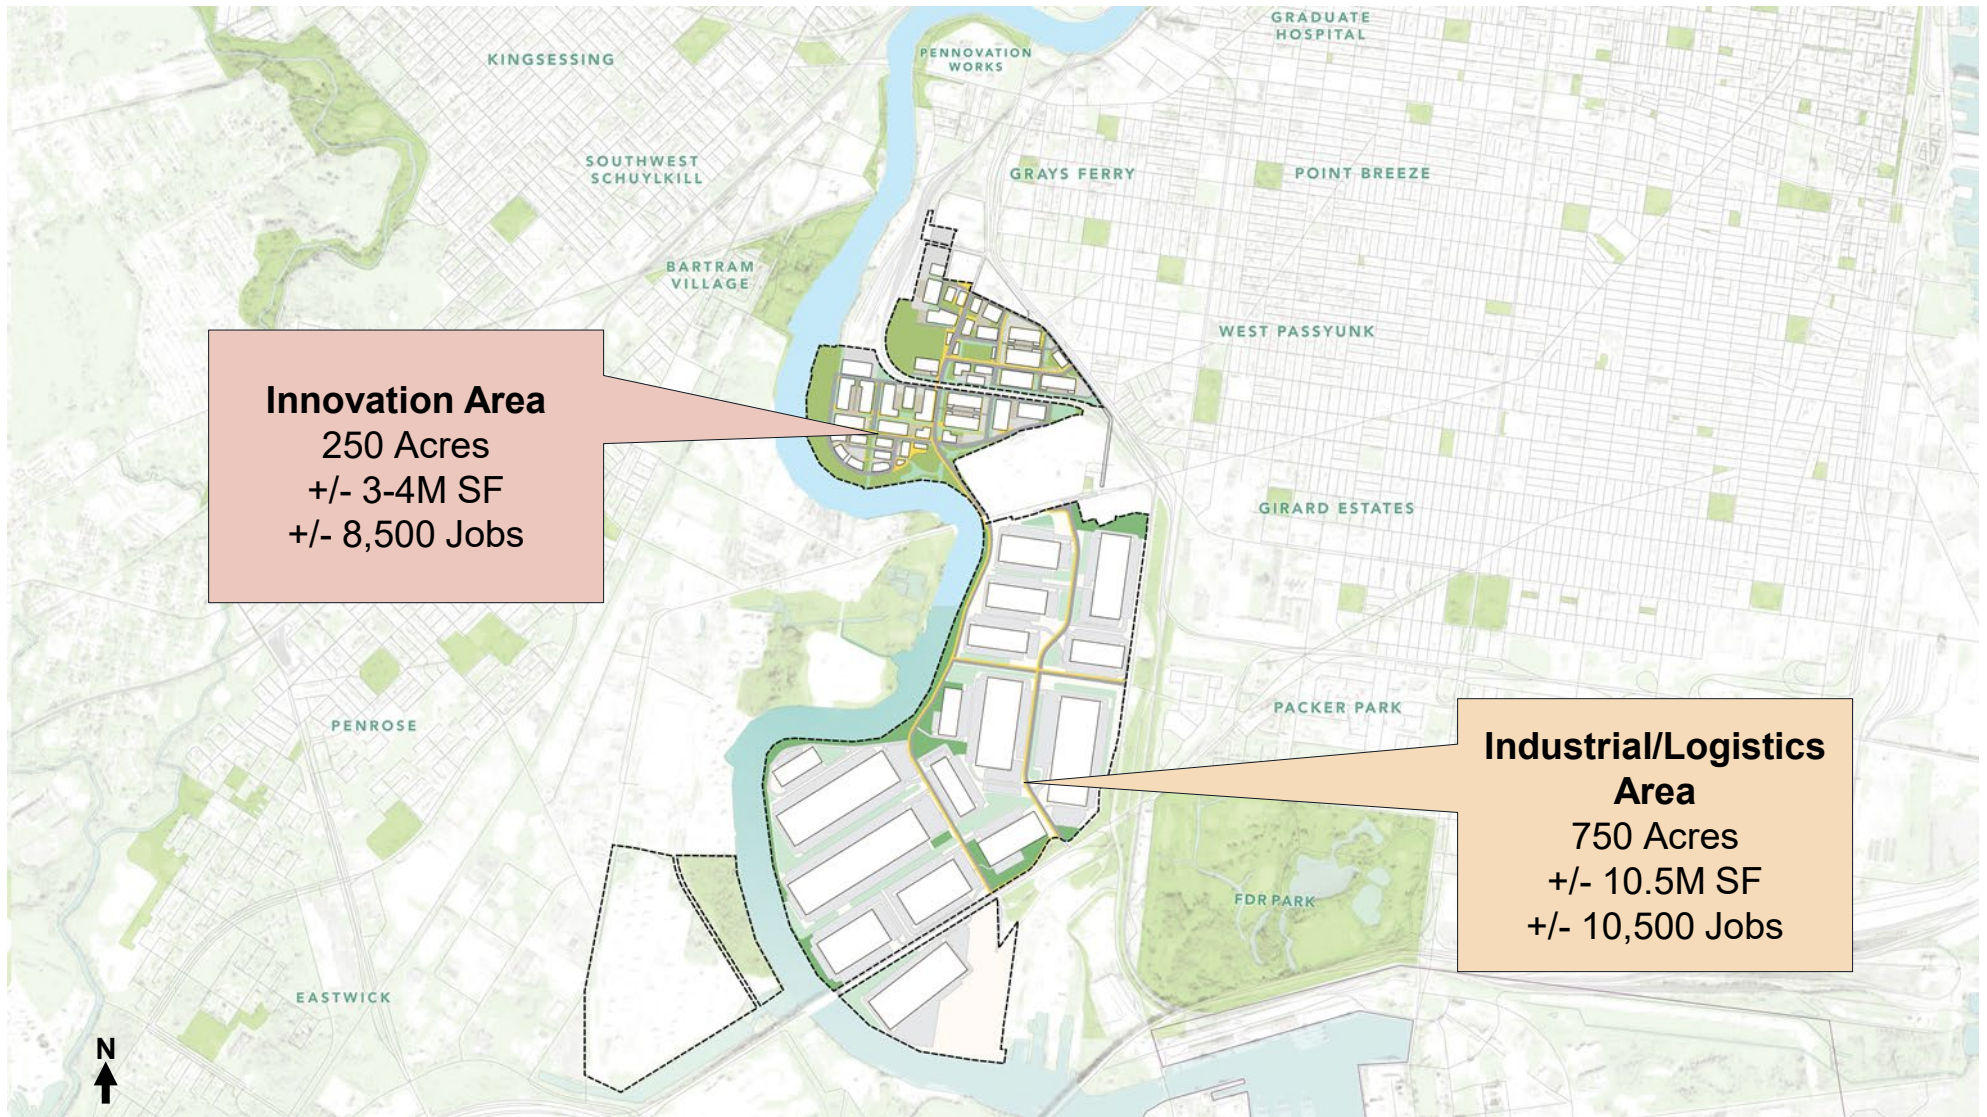 GRADUATE
HOSPITAL
KINGSESSING
PENNOVATION
WORKS
SOUTHWEST
SCHUYLKILL
GRAYS FERRY
POINT BREEZE
BARTRAM
VILLAGE
WEST PASSYUNK
Innovation Area
250 Acres
+/- 3-4M SF
+/- 8,500 Jobs
GIRARD ESTATES
PENROSE
PACKER PARK
Industrial/Logistics
Area
750 Acres
+/- 10.5M SF
+/- 10,500 Jobs
FDR PARK
EASTWICK
N